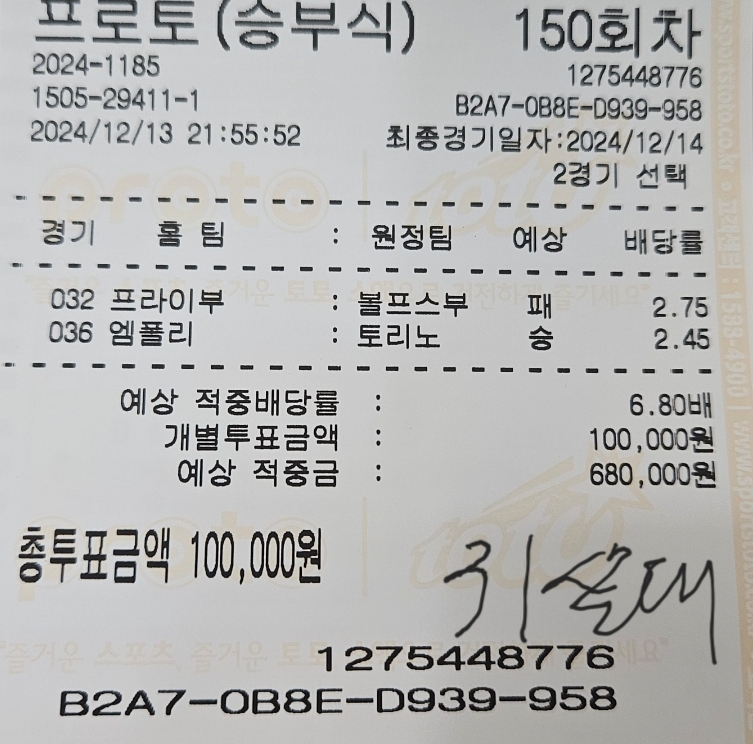 프로토(승부식) 150회차
2024-1185 1275448776
1505-29411-1 B2A7-0B8E-D939-958
2024/12/13 21:55:52 최종경기일자:2024/12/14
2경기 선택
경기 홈 팀 : 원정팀 예상 배당률
032 프라이부 : 볼프스부 패 2.75
036 엠폴리 : 토리노 승 2.45
예상 적중배당률 : 6.80배
개별투표금액 : 100,000원
예상 적중금 : 680,000원
총투표금액 100,000원
1275448776
B2A7-0B8E-D939-958